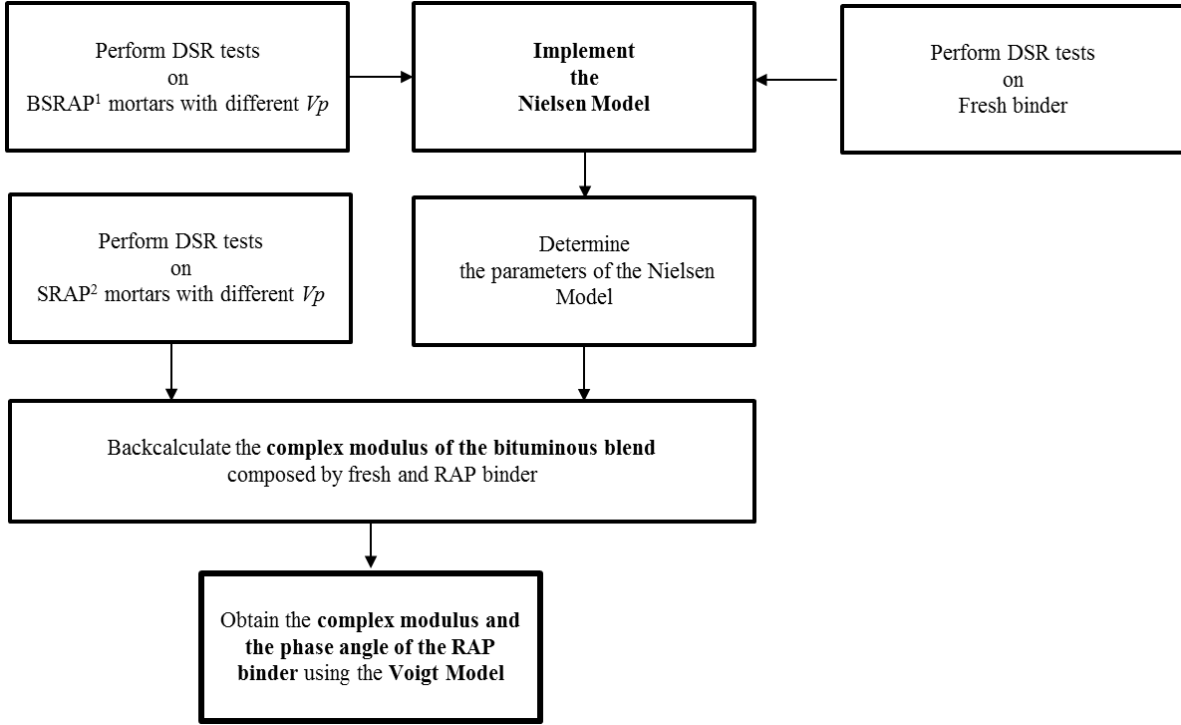 Perform DSR tests
on
BSRAP¹ mortars with different Vp
Implement
the
Nielsen Model
Perform DSR tests
on
Fresh binder
Perform DSR tests
on
SRAP² mortars with different Vp
Determine
the parameters of the Nielsen
Model
Backcalculate the complex modulus of the bituminous blend
composed by fresh and RAP binder
Obtain the complex modulus and
the phase angle of the RAP
binder using the Voigt Model